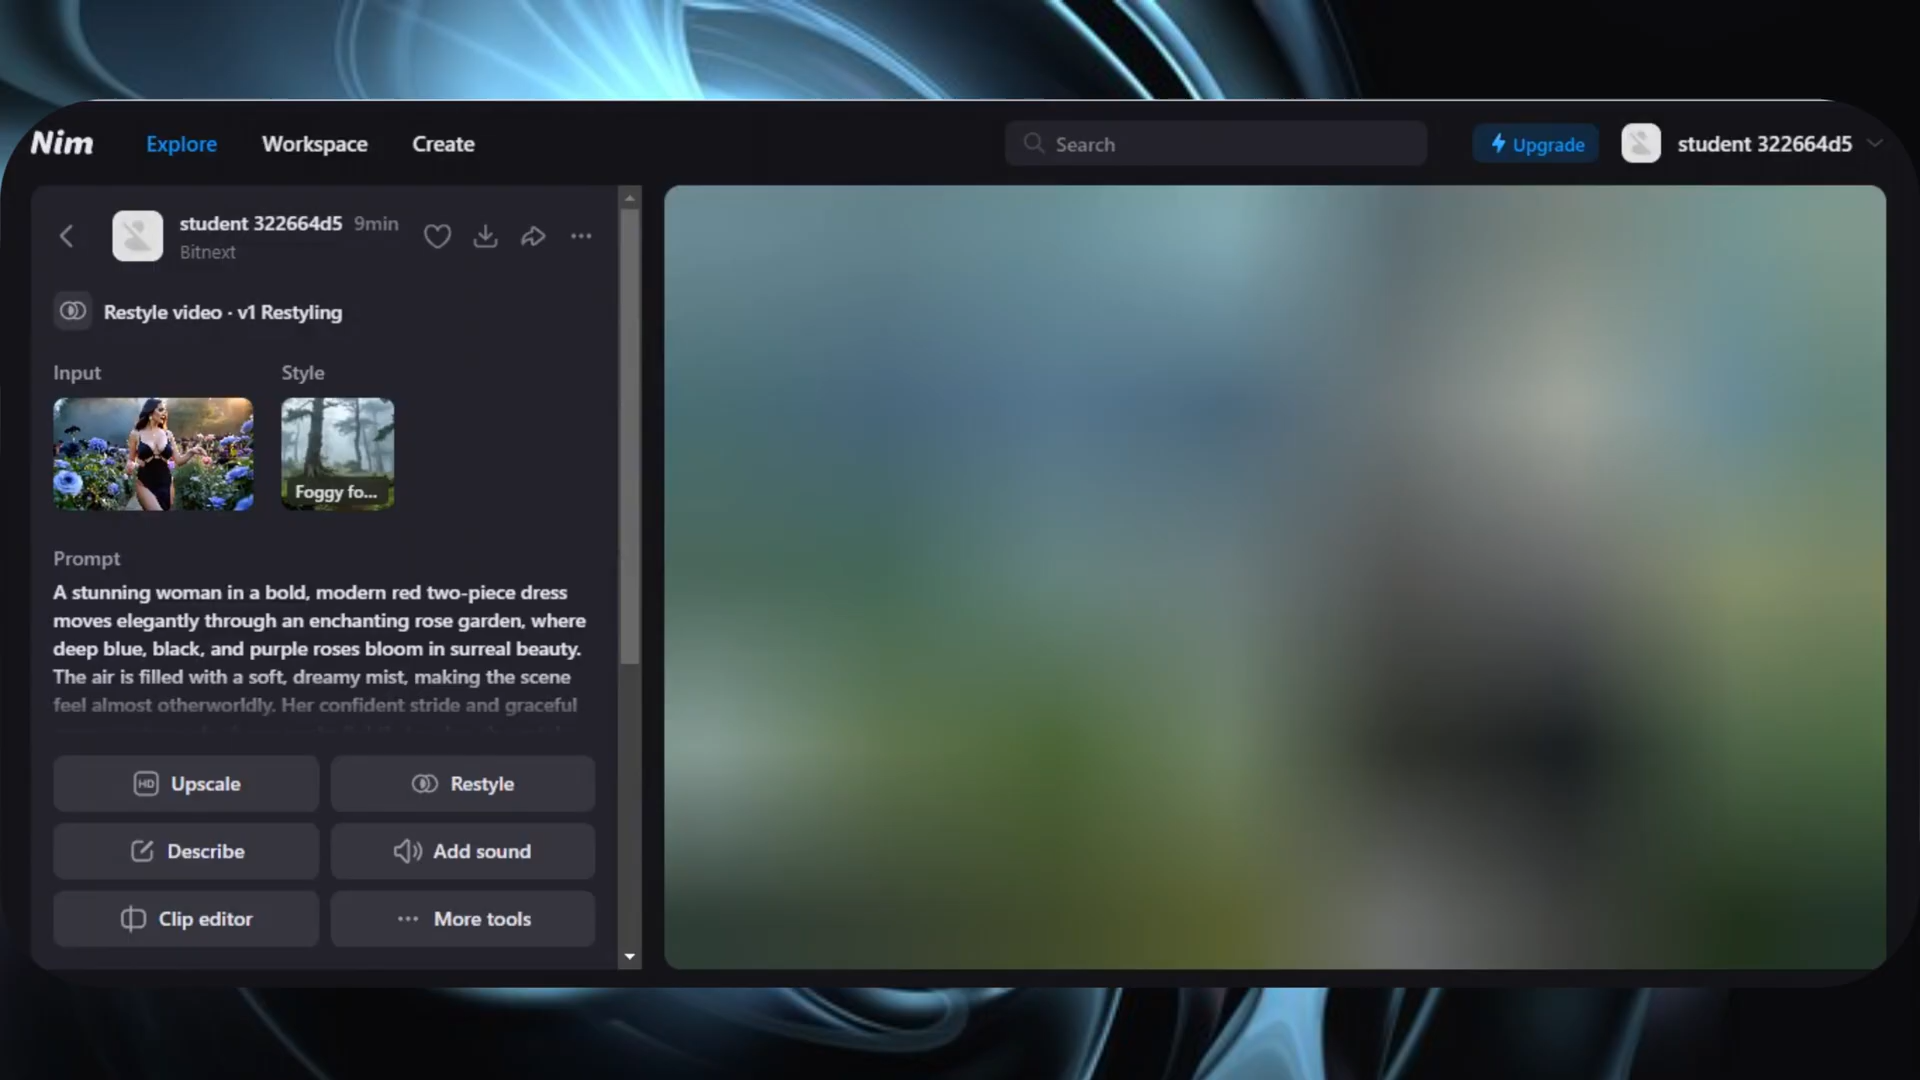 Nim
Explore
Workspace
Create
Search
Upgrade
student 322664d5
student 322664d5 9min
Bitnext
Restyle video · v1 Restyling
Input
Style
Foggy fo...
Prompt
A stunning woman in a bold, modern red two-piece dress
moves elegantly through an enchanting rose garden, where
deep blue, black, and purple roses bloom in surreal beauty.
The air is filled with a soft, dreamy mist, making the scene
feel almost otherworldly. Her confident stride and graceful
HD Upscale
Restyle
Describe
Add sound
Clip editor
More tools